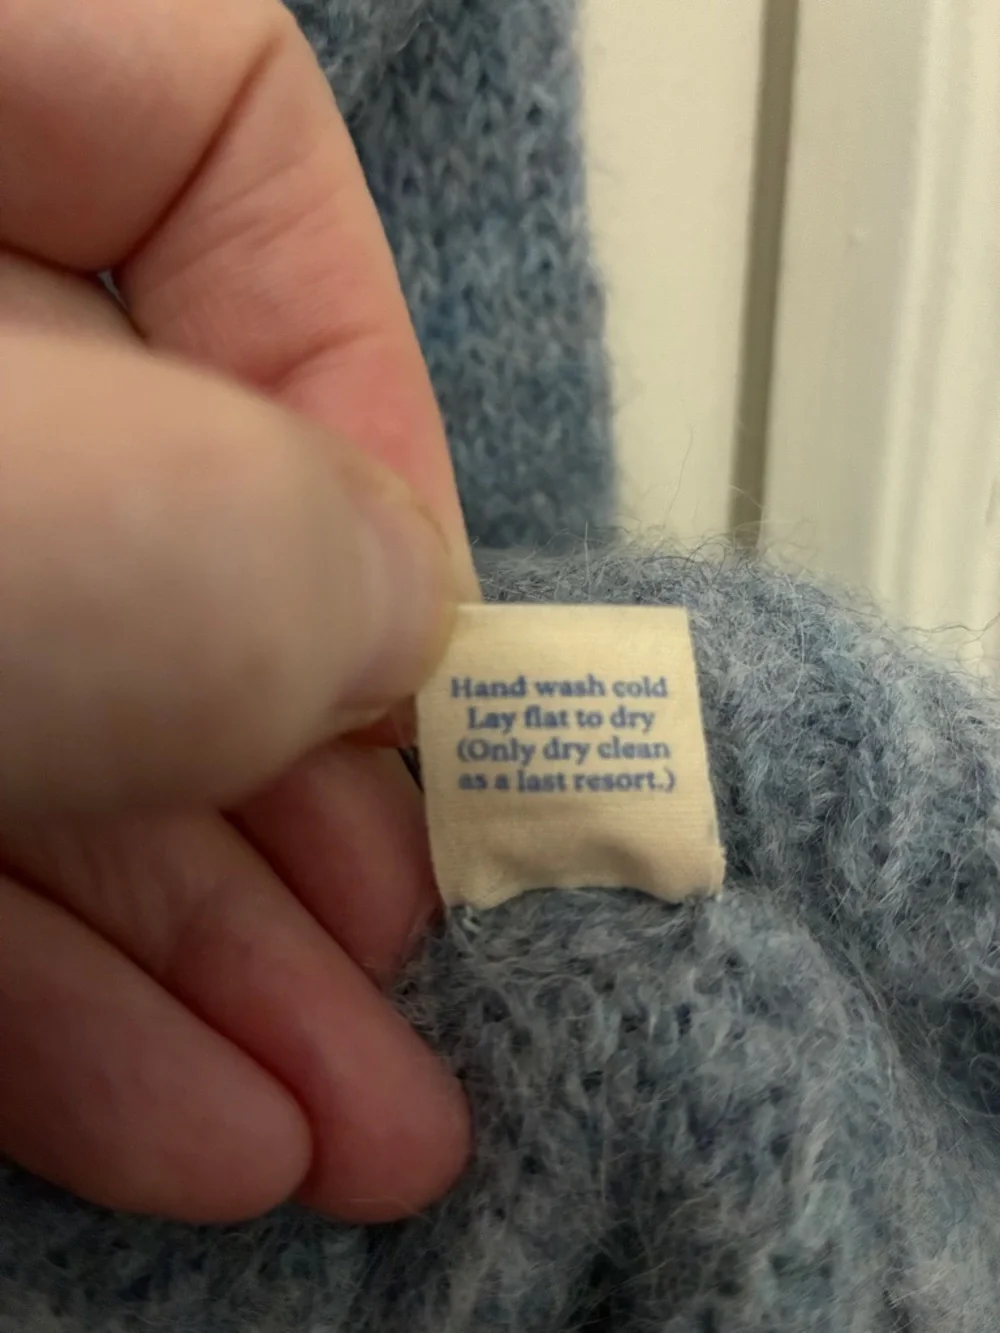 Hand wash cold
Lay flat to dry
(Only dry clean
as a last resort.)